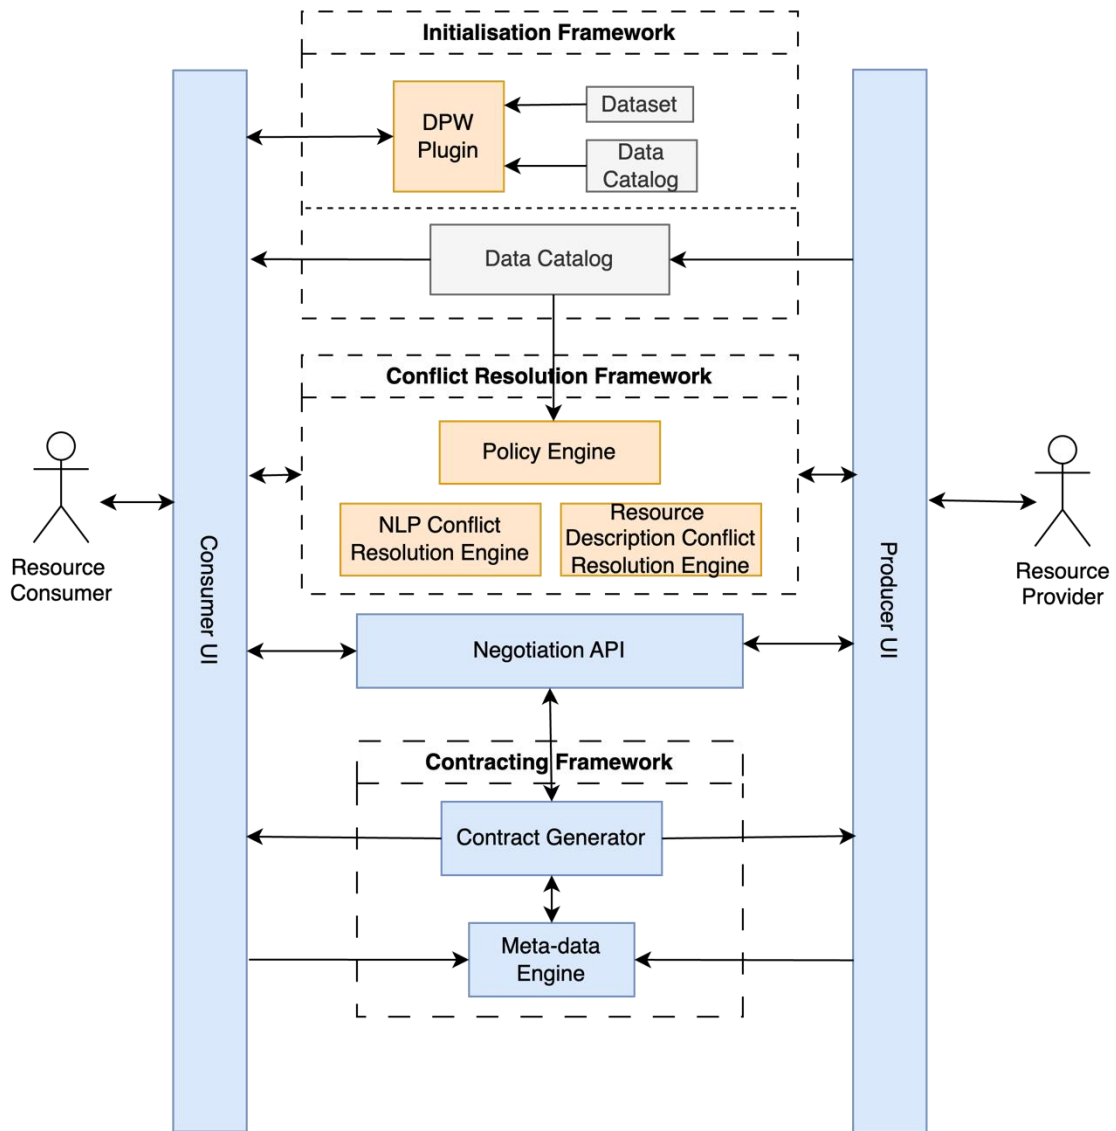 Initialisation Framework
DPW
Plugin
Dataset
Data
Catalog
Data Catalog
Conflict Resolution Framework
Policy Engine
NLP Conflict
Resolution Engine
Resource
Description Conflict
Resolution Engine
Resource
Consumer
Consumer UI
Producer UI
Resource
Provider
Negotiation API
Contracting Framework
Contract Generator
Meta-data
Engine